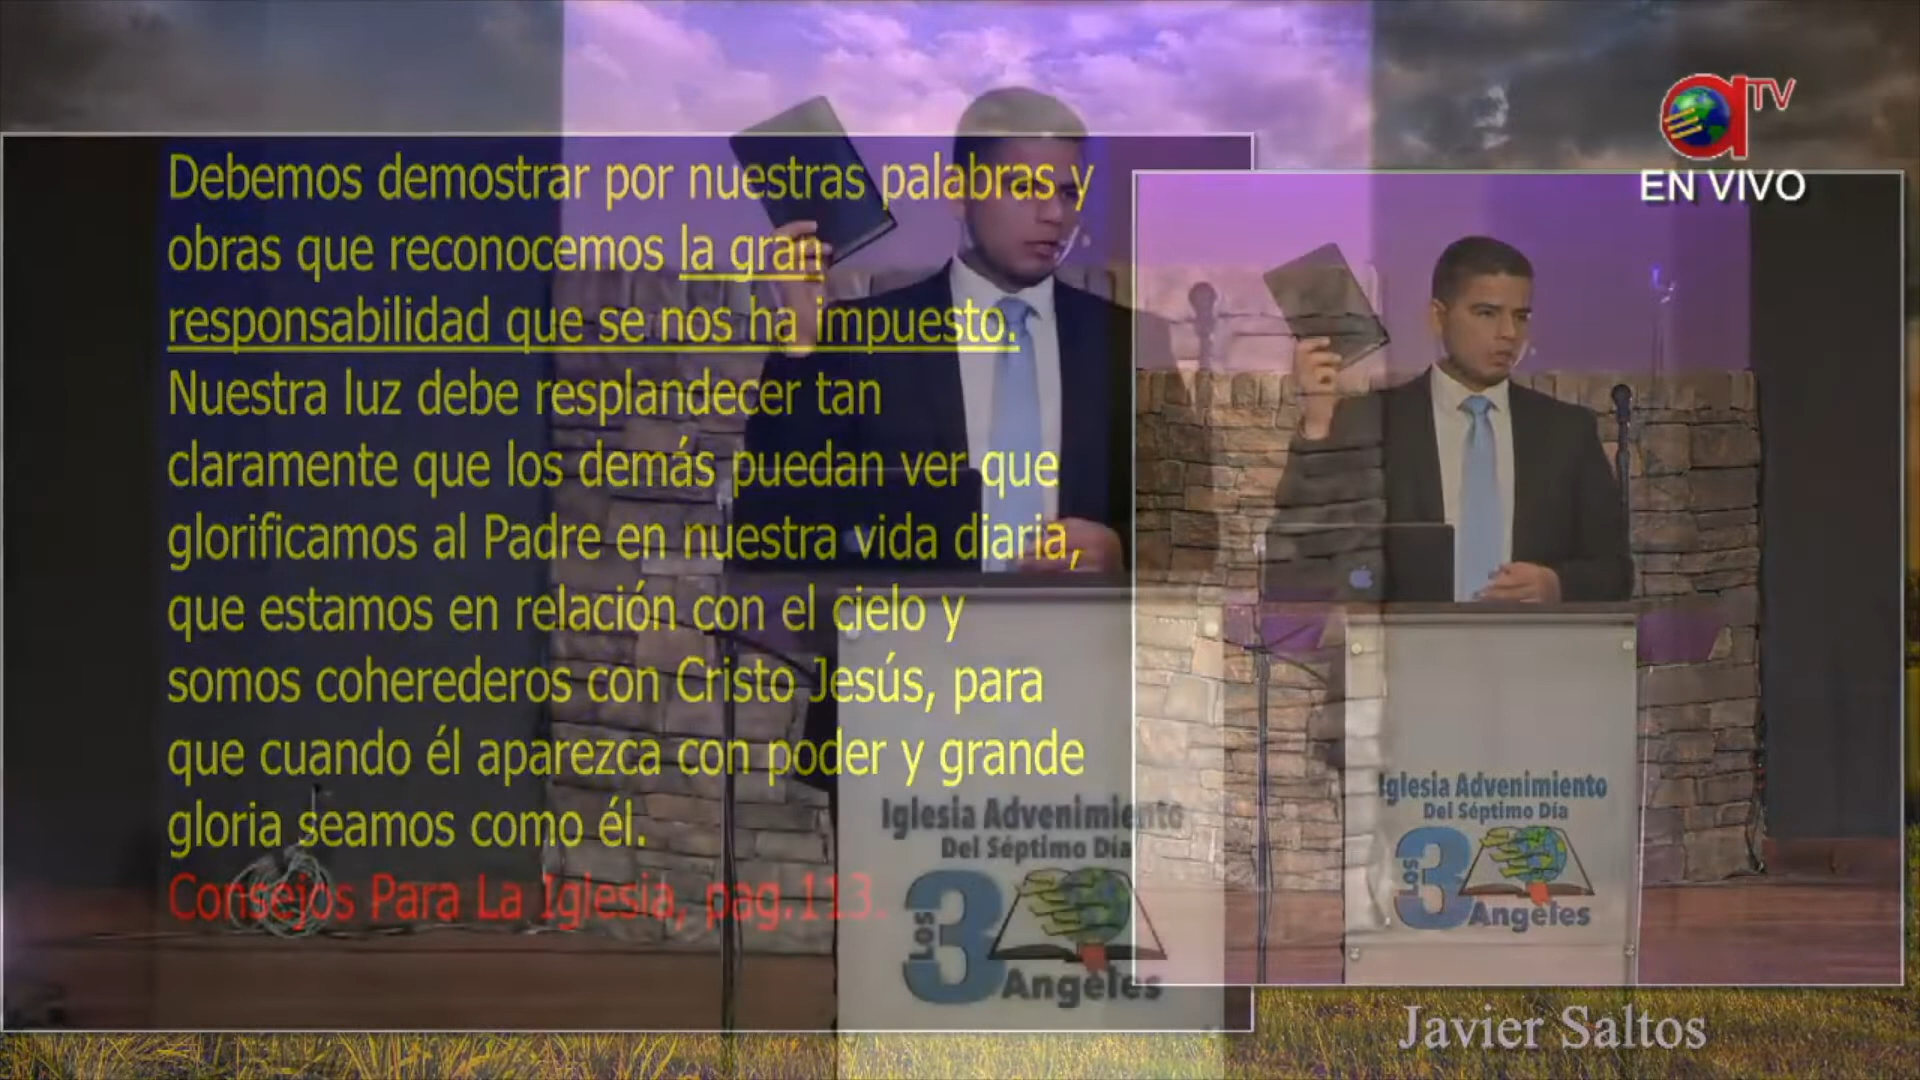 TV
EN VIVO
Debemos demostrar por nuestras palabras y
obras que reconocemos la gran
responsabilidad que se nos ha impuesto.
Nuestra luz debe resplandecer tan
claramente que los demás puedan ver que
glorificamos al Padre en nuestra vida diaria,
que estamos en relación con el cielo y
somos coherederos con Cristo Jesús, para
que cuando él aparezca con poder y grande
gloria seamos como él.
Consejos Para La Iglesia, pag.113.
Iglesia Advenimiento
Del Séptimo Día
Los 3
Angeles
Iglesia Advenimiento
Del Séptimo Día
Los 3
Angeles
Javier Saltos